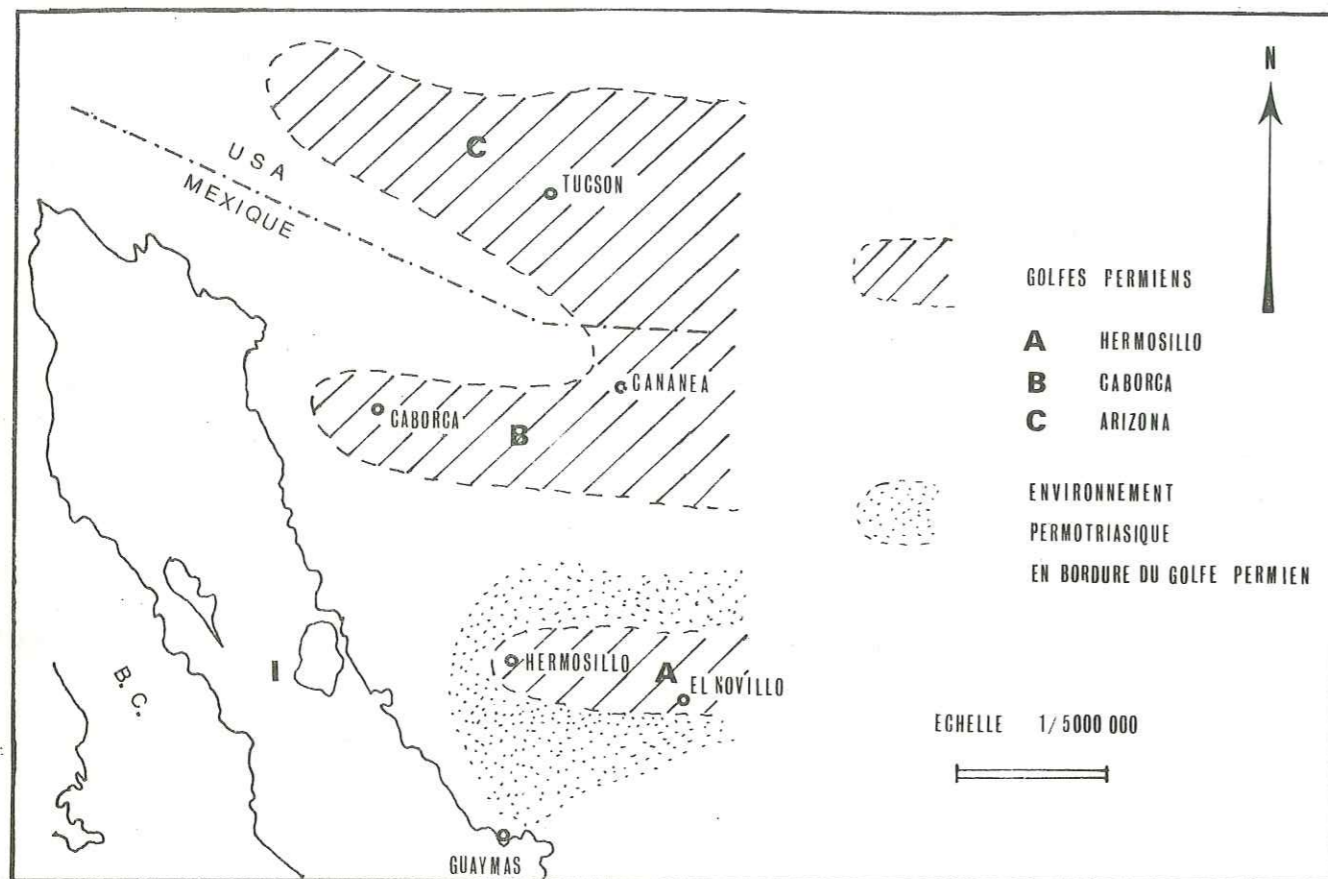 N
C
USA
MEXIQUE
TUCSON
GOLFES PERMIENS
A HERMOSILLO
B CABORCA
C ARIZONA
CANANEA
CABORCA
B
ENVIRONNEMENT
PERMOTRIASIQUE
EN BORDURE DU GOLFE PERMIEN
HERMOSILLO
A
EL NOVILLO
I
B.C.
ECHELLE 1/5000 000
GUAYMAS